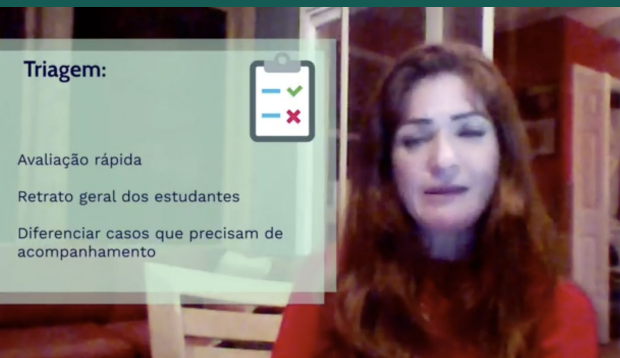 Triagem:
Avaliação rápida
Retrato geral dos estudantes
Diferenciar casos que precisam de
acompanhamento